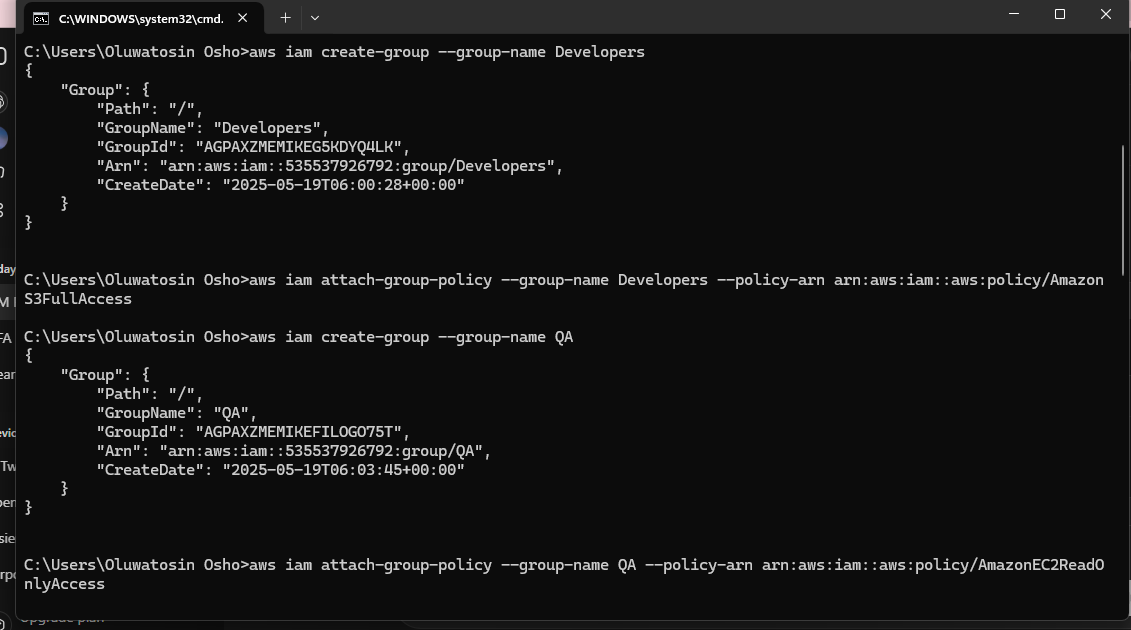 C:\WINDOWS\system32\cmd.
C:\Users\Oluwatosin Osho>aws iam create-group --group-name Developers
{
    "Group": {
        "Path": "/",
        "GroupName": "Developers",
        "GroupId": "AGPAXZMEMIKEG5KDYQ4LK",
        "Arn": "arn:aws:iam::535537926792:group/Developers",
        "CreateDate": "2025-05-19T06:00:28+00:00"
    }
}
C:\Users\Oluwatosin Osho>aws iam attach-group-policy --group-name Developers --policy-arn arn:aws:iam::aws:policy/Amazon
S3FullAccess
C:\Users\Oluwatosin Osho>aws iam create-group --group-name QA
{
    "Group": {
        "Path": "/",
        "GroupName": "QA",
        "GroupId": "AGPAXZMEMIKEFILOGO75T",
        "Arn": "arn:aws:iam::535537926792:group/QA",
        "CreateDate": "2025-05-19T06:03:45+00:00"
    }
}
C:\Users\Oluwatosin Osho>aws iam attach-group-policy --group-name QA --policy-arn arn:aws:iam::aws:policy/AmazonEC2ReadO
nlyAccess